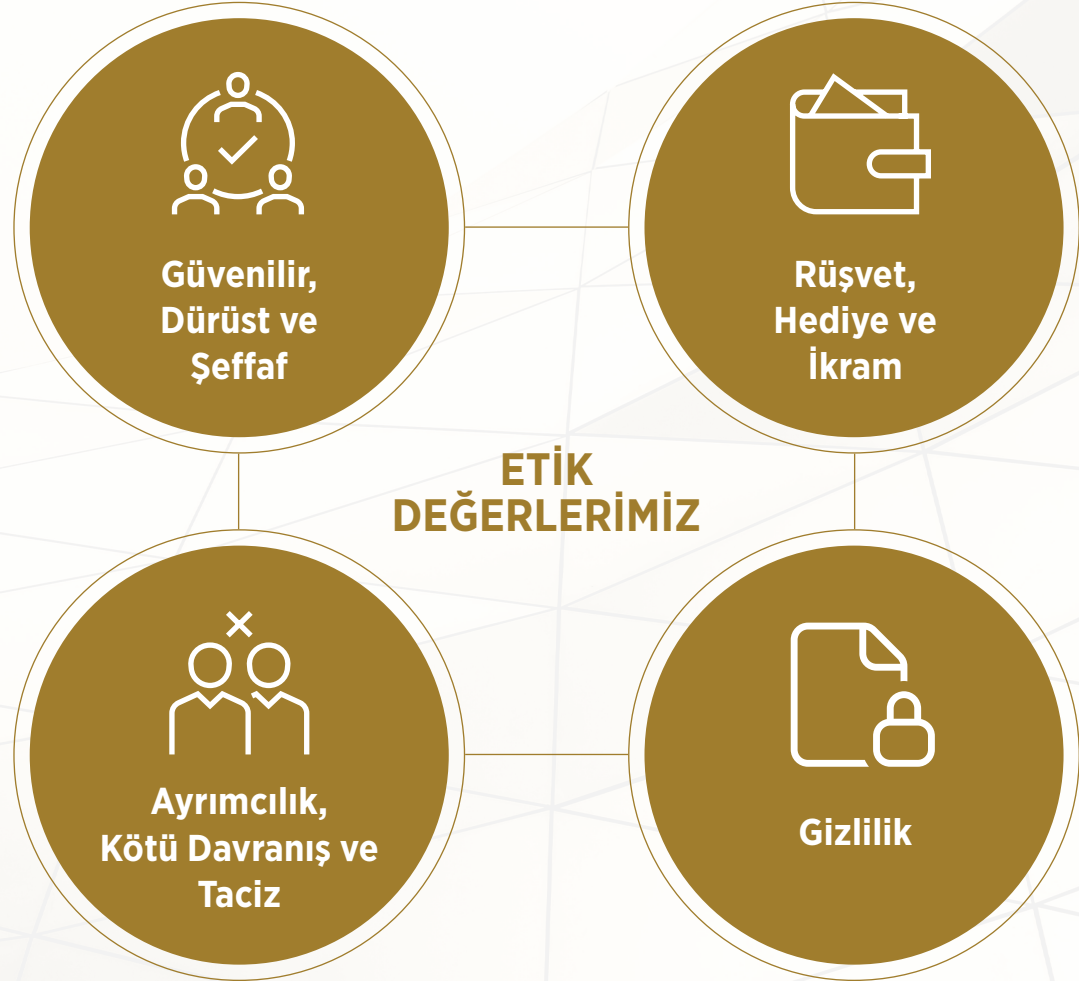 Güvenilir,
Dürüst ve
Şeffaf
Rüşvet,
Hediye ve
İkram
ETİK
DEĞERLERİMİZ
Ayrımcılık,
Kötü Davranış ve
Taciz
Gizlilik